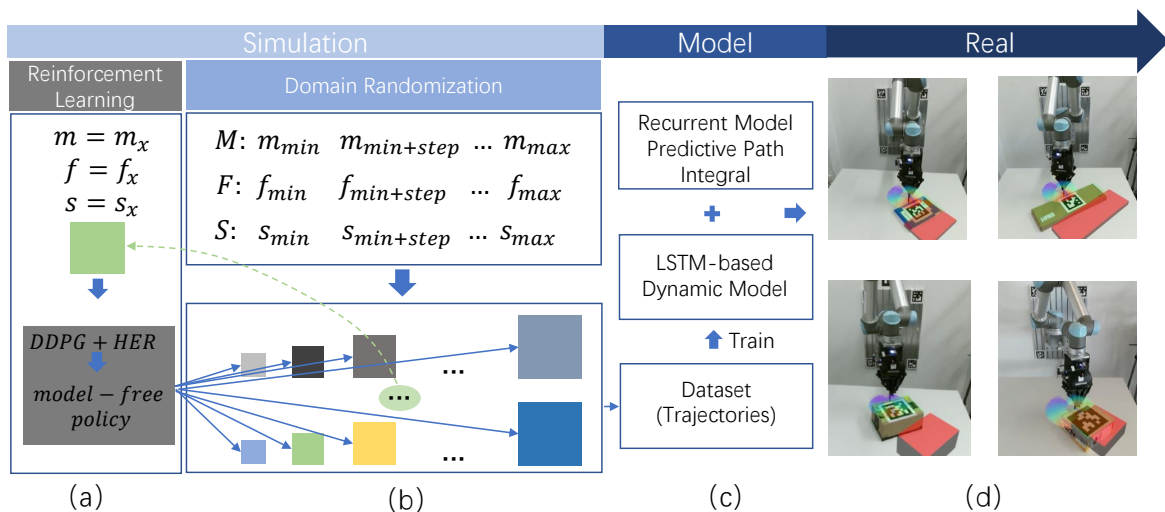 Simulation
Model
Real
Reinforcement
Learning
Domain Randomization
m = m_x
f = f_x
s = s_x
M: m_min m_min+step ... m_max
F: f_min f_min+step ... f_max
S: s_min s_min+step ... s_max
DDPG + HER
model − free
policy
...
...
...
Recurrent Model
Predictive Path
Integral
+
LSTM-based
Dynamic Model
Train
Dataset
(Trajectories)
(a)
(b)
(c)
(d)